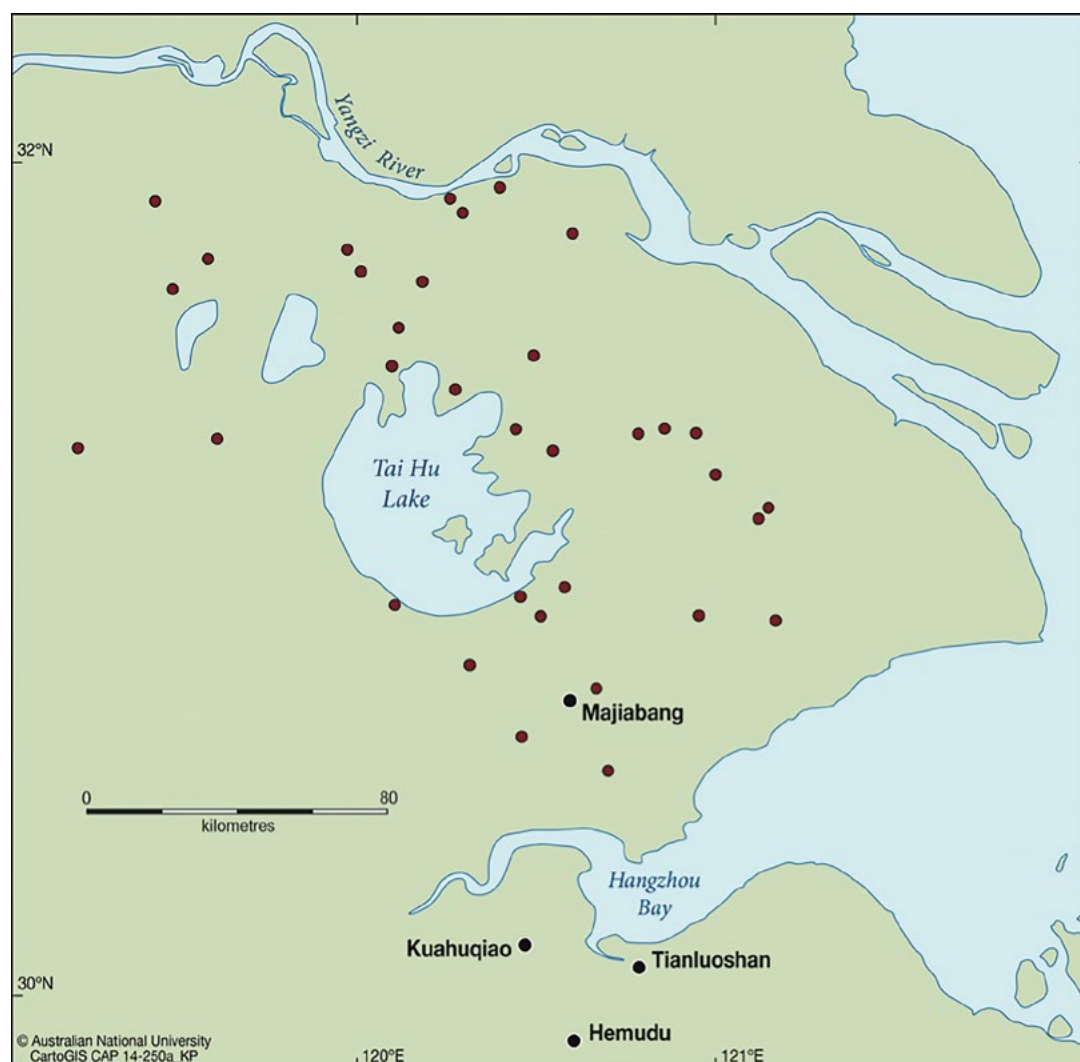 Yangzi River
32°N
Tai Hu
Lake
Majiabang
0 80
kilometres
Hangzhou
Bay
Kuahuqiao
Tianluoshan
30°N
Hemudu
© Australian National University
CartoGIS CAP 14-250a KP
120°E
121°E